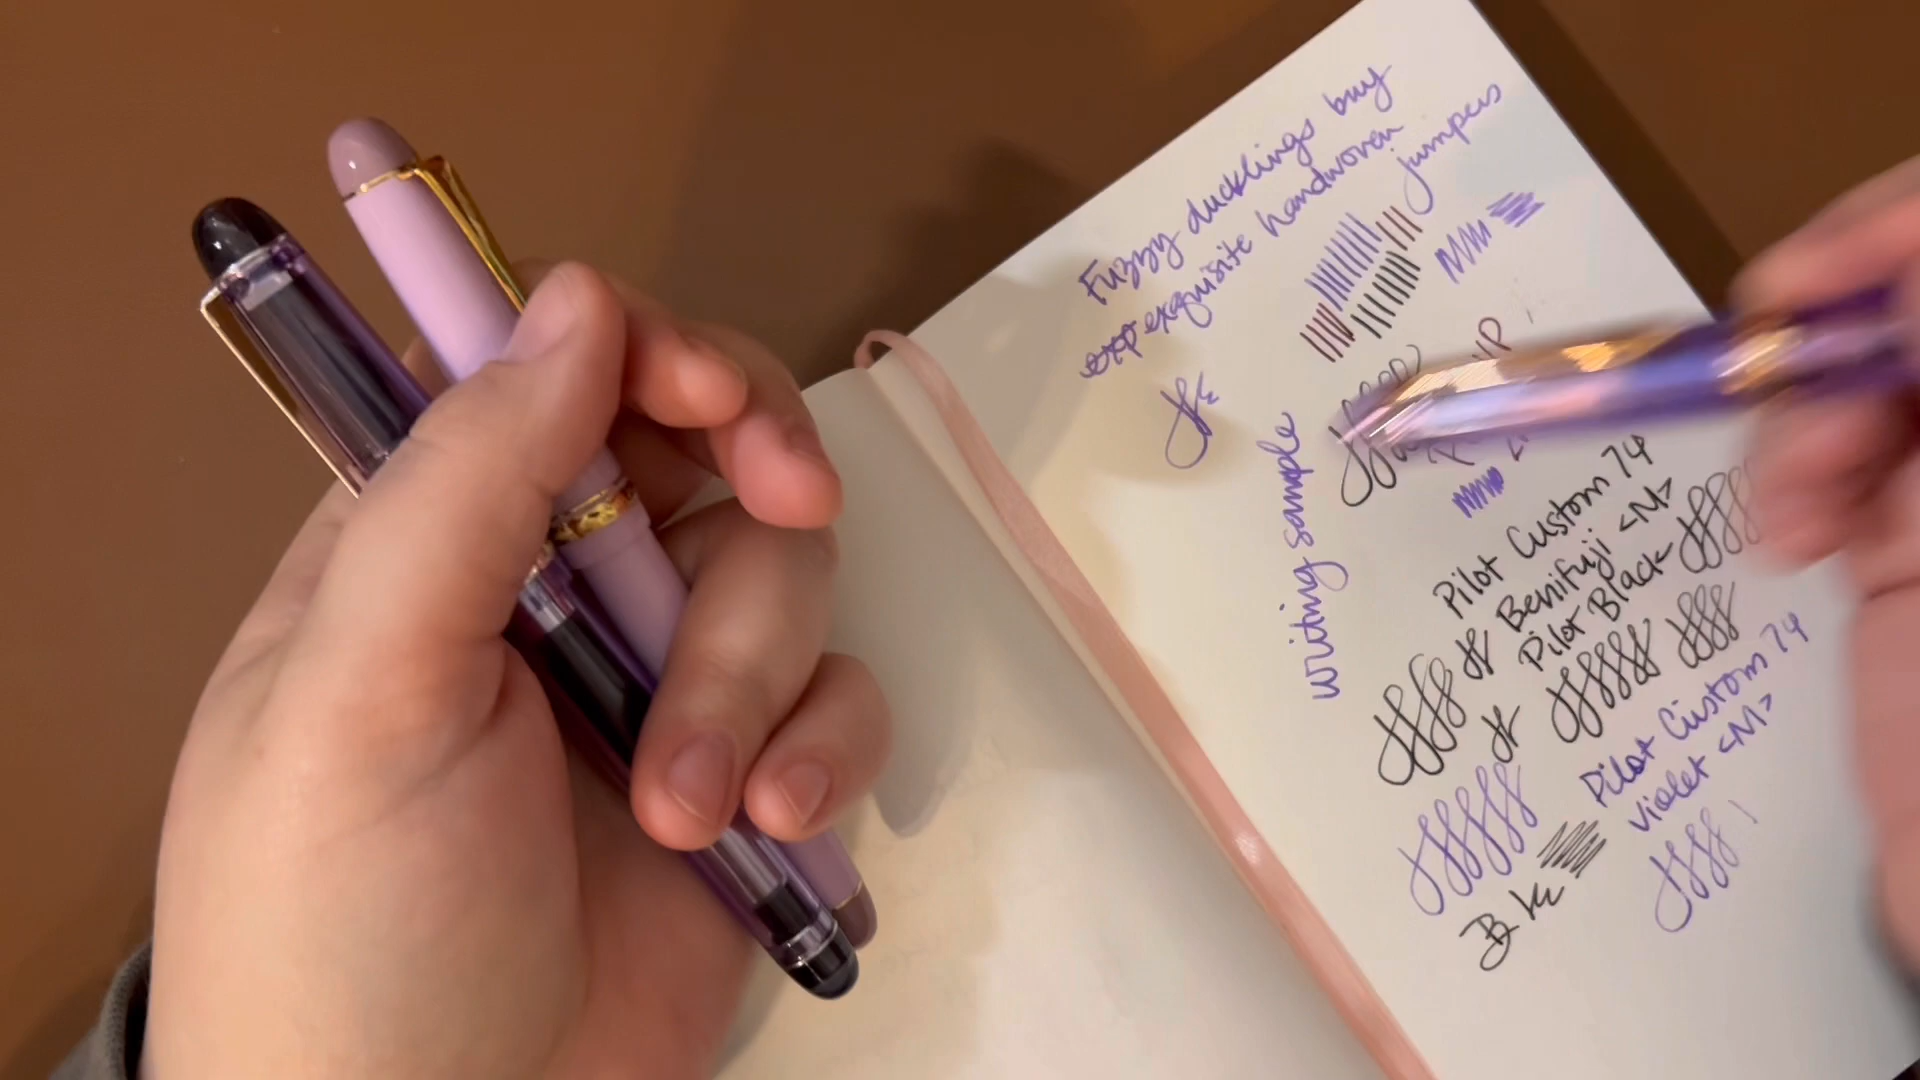 Fuzzy ducklings buy
exp exquisite handwoven
jumpers
writing sample
Pilot Custom 74
Benifuji <M>
Pilot Black
Pilot Custom 74
violet <M>